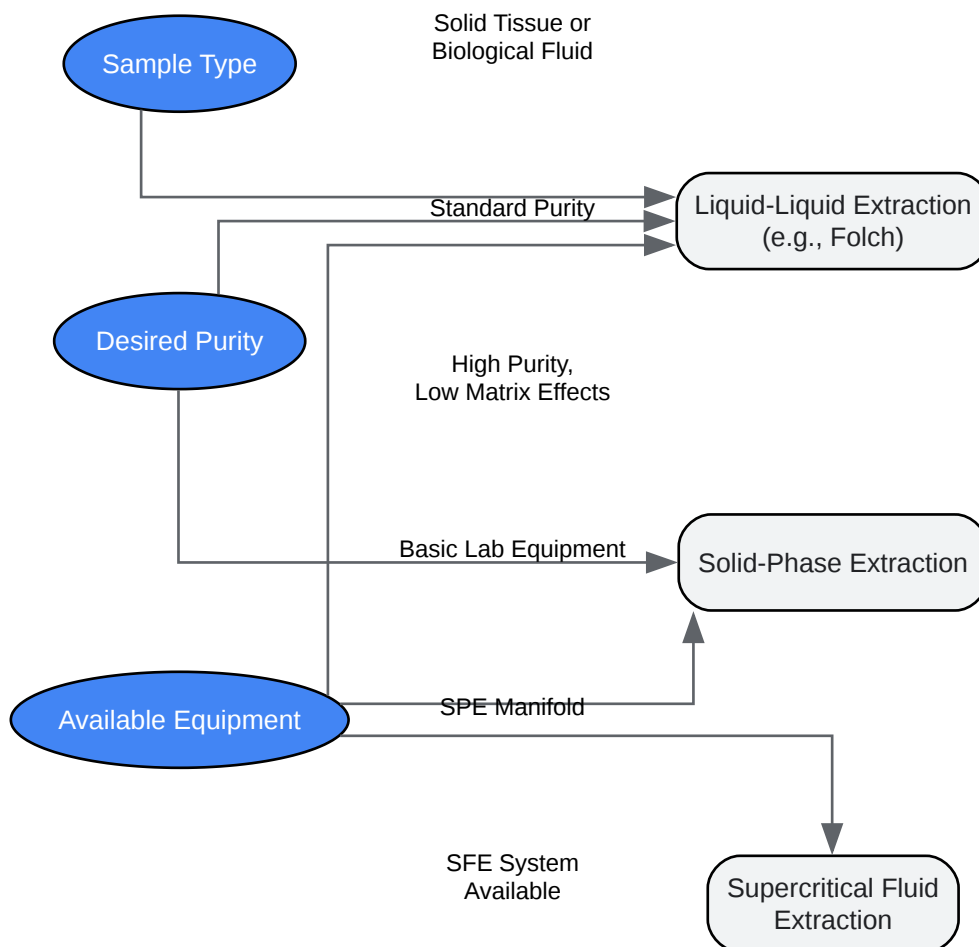 Solid Tissue or
Biological Fluid
Sample Type
Standard Purity
Liquid-Liquid Extraction
(e.g., Folch)
Desired Purity
High Purity,
Low Matrix Effects
Basic Lab Equipment
Solid-Phase Extraction
Available Equipment
SPE Manifold
SFE System
Available
Supercritical Fluid
Extraction